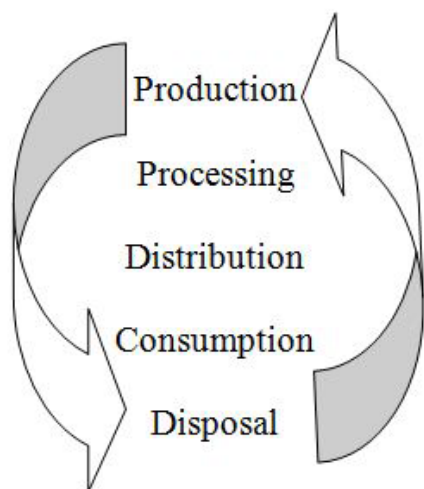 Production
Processing
Distribution
Consumption
Disposal